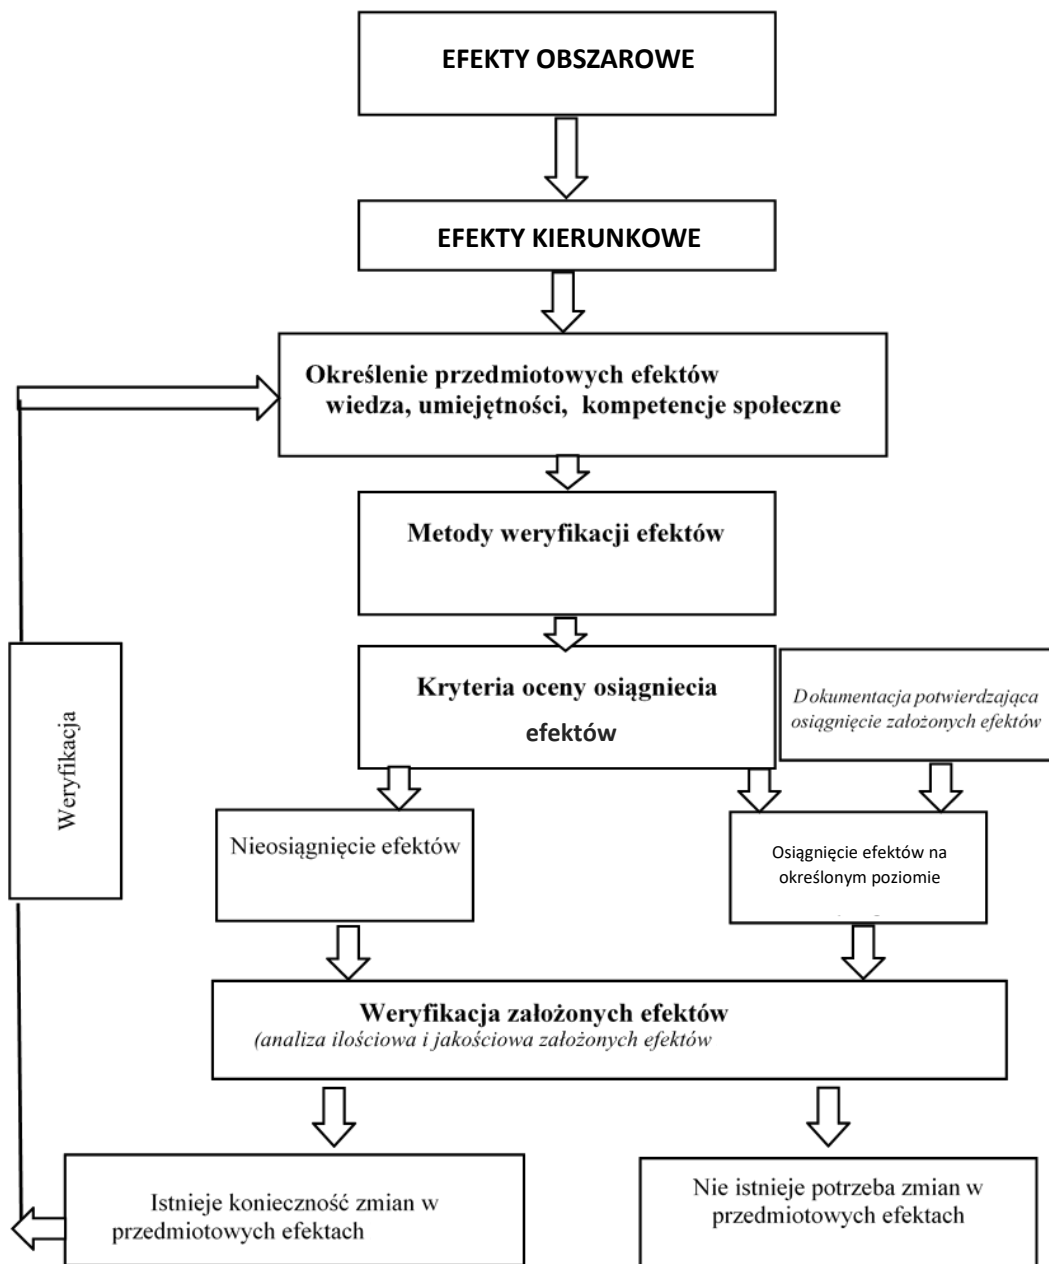 EFEKTY OBSZAROWE
EFEKTY KIERUNKOWE
Określenie przedmiotowych efektów
wiedza, umiejętności, kompetencje społeczne
Metody weryfikacji efektów
Kryteria oceny osiągniecia
efektów
Dokumentacja potwierdzająca
osiągnięcie założonych efektów
Weryfikacja
Nieosiągnięcie efektów
Osiągnięcie efektów na
określonym poziomie
Weryfikacja założonych efektów
(analiza ilościowa i jakościowa założonych efektów
Istnieje konieczność zmian w
przedmiotowych efektach
Nie istnieje potrzeba zmian w
przedmiotowych efektach